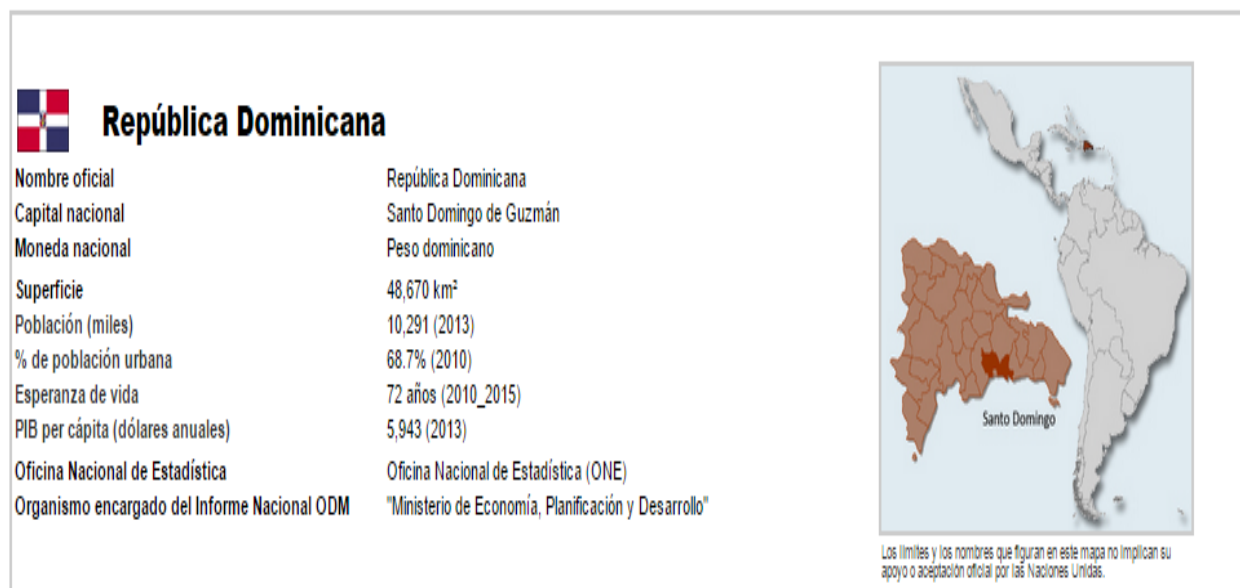 República Dominicana
Nombre oficial República Dominicana
Capital nacional Santo Domingo de Guzmán
Moneda nacional Peso dominicano
Superficie 48,670 km²
Población (miles) 10,291 (2013)
% de población urbana 68.7% (2010)
Esperanza de vida 72 años (2010_2015)
PIB per cápita (dólares anuales) 5,943 (2013)
Oficina Nacional de Estadística Oficina Nacional de Estadística (ONE)
Organismo encargado del Informe Nacional ODM "Ministerio de Economía, Planificación y Desarrollo"
Santo Domingo
Los límites y los nombres que figuran en este mapa no implican su
apoyo o aceptación oficial por las Naciones Unidas.